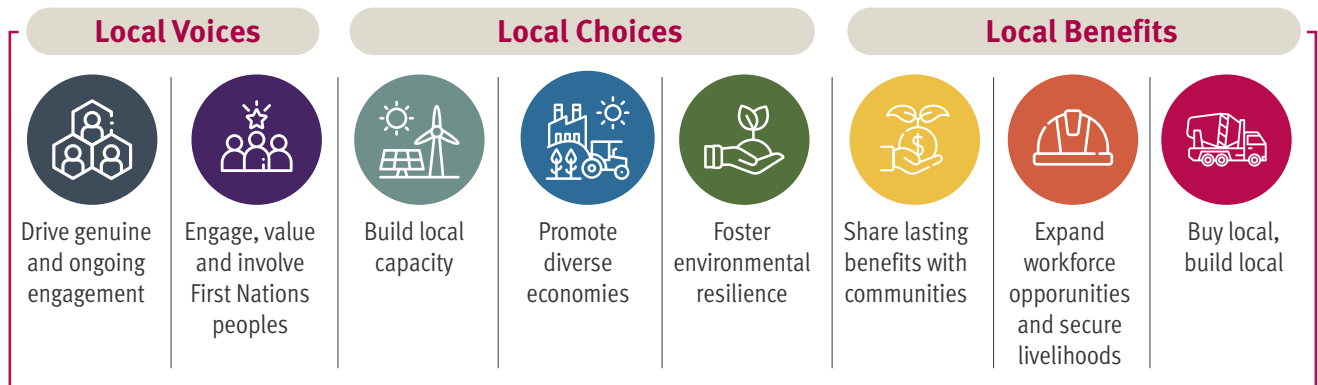 Local Voices
Local Choices
Local Benefits
Drive genuine
and ongoing
engagement
Engage, value
and involve
First Nations
peoples
Build local
capacity
Promote
diverse
economies
Foster
environmental
resilience
$
Share lasting
benefits with
communities
Expand
workforce
opporunities
and secure
livelihoods
Buy local,
build local